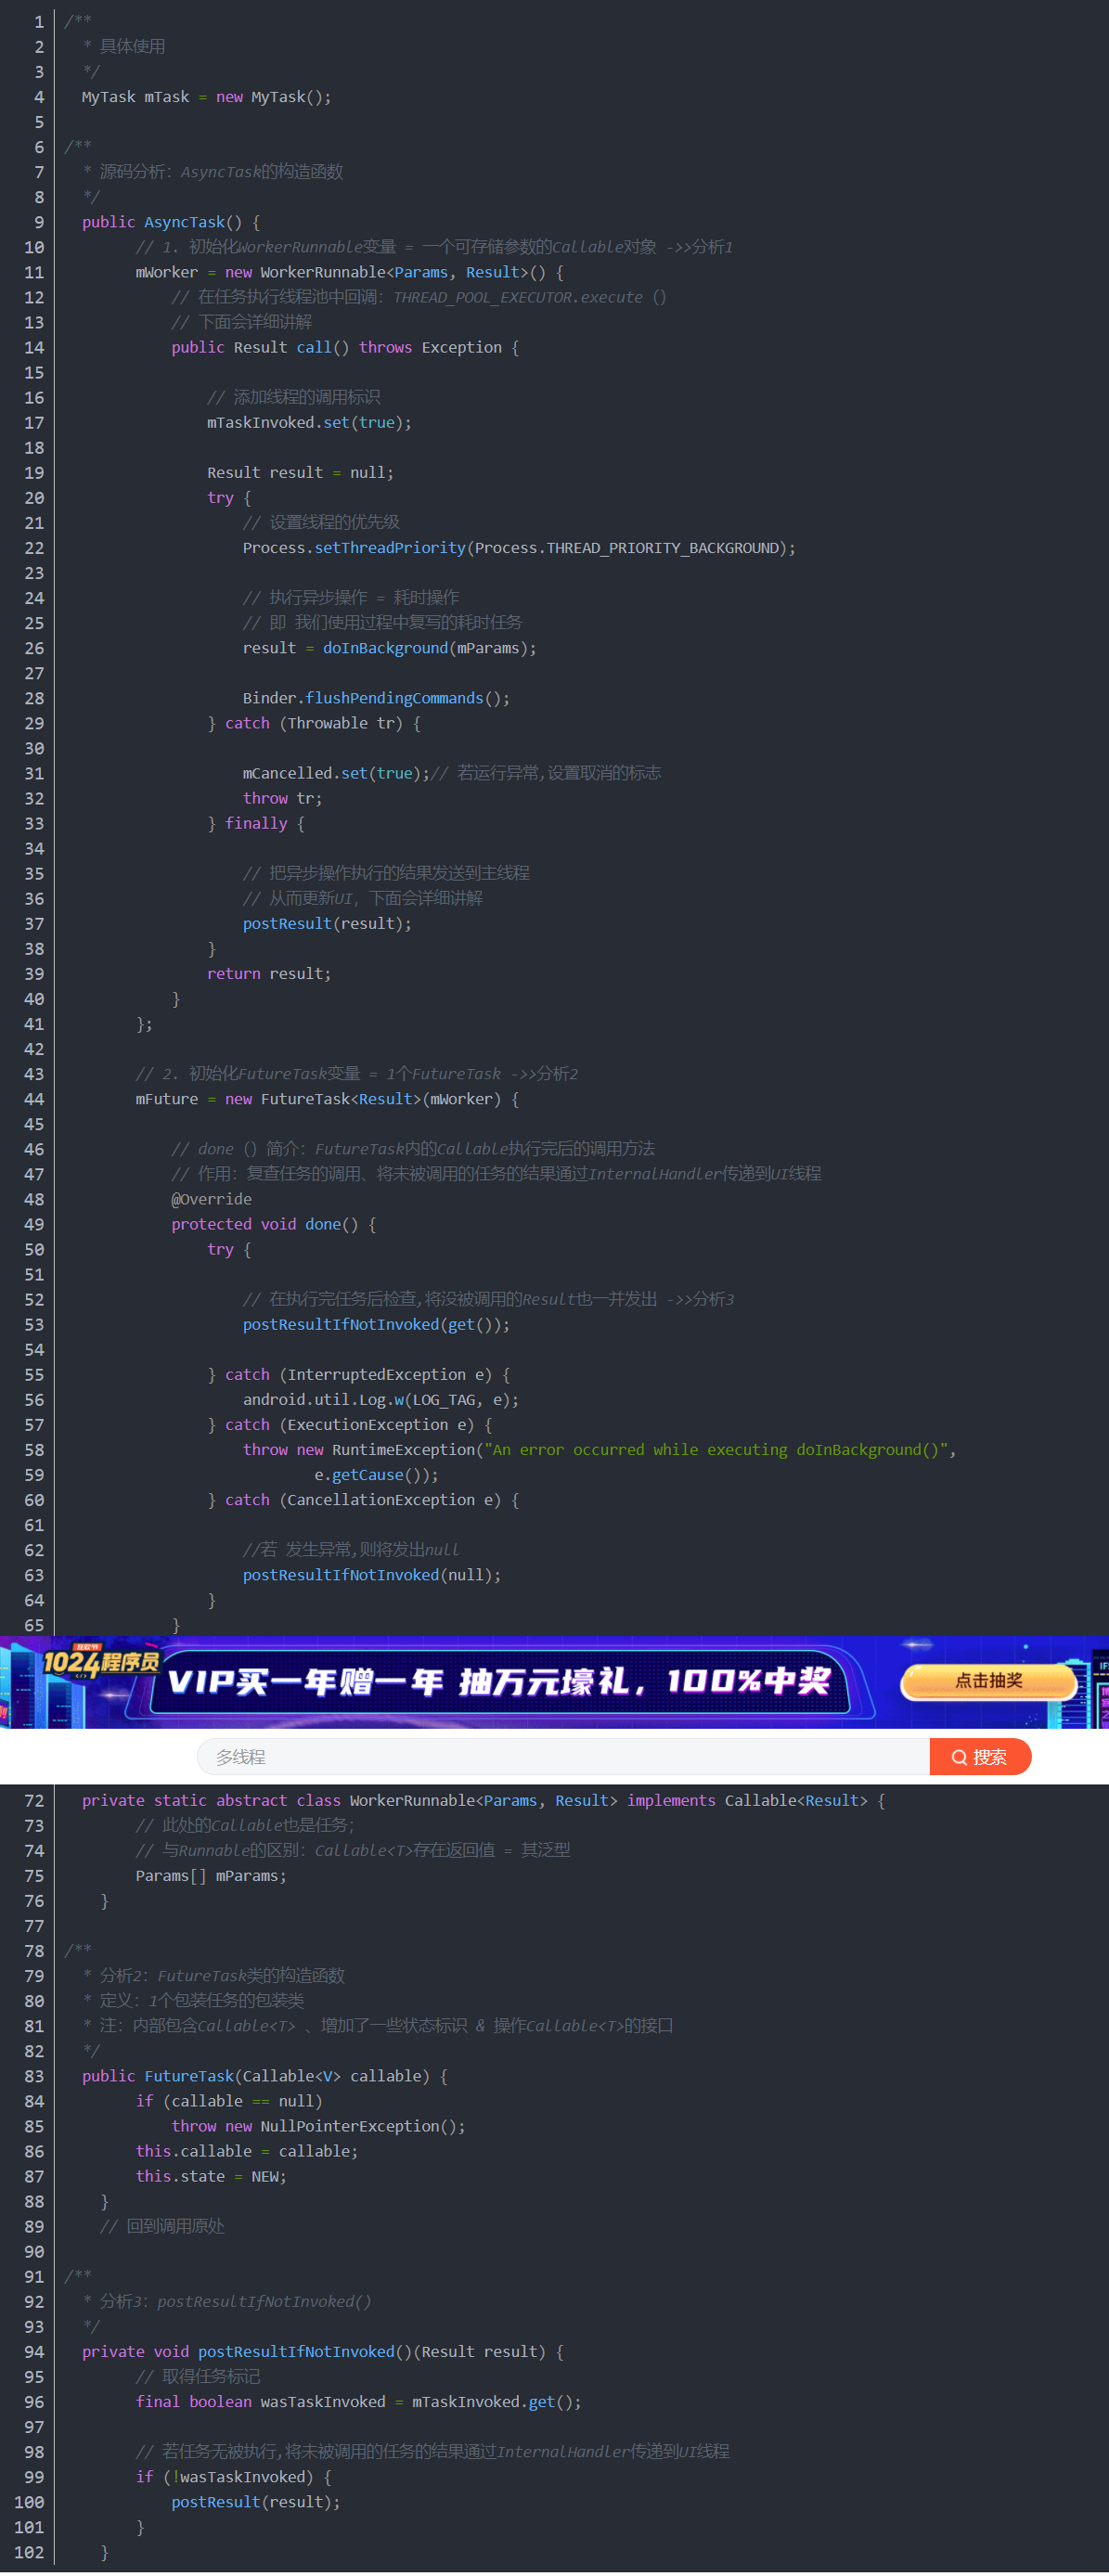 1 /**
2 * 具体使用
3 */
4 MyTask mTask = new MyTask();
5
6 /**
7 * 源码分析：AsyncTask的构造函数
8 */
9 public AsyncTask() {
10 // 1. 初始化WorkerRunnable变量 = 一个可存储参数的Callable对象 ->>分析1
11 mWorker = new WorkerRunnable<Params, Result>() {
12 // 在任务执行线程池中回调：THREAD_POOL_EXECUTOR.execute（）
13 // 下面会详细讲解
14 public Result call() throws Exception {
15
16 // 添加线程的调用标识
17 mTaskInvoked.set(true);
18
19 Result result = null;
20 try {
21 // 设置线程的优先级
22 Process.setThreadPriority(Process.THREAD_PRIORITY_BACKGROUND);
23
24 // 执行异步操作 = 耗时操作
25 // 即 我们使用过程中复写的耗时任务
26 result = doInBackground(mParams);
27
28 Binder.flushPendingCommands();
29 } catch (Throwable tr) {
30
31 mCancelled.set(true);// 若运行异常,设置取消的标志
32 throw tr;
33 } finally {
34
35 // 把异步操作执行的结果发送到主线程
36 // 从而更新UI，下面会详细讲解
37 postResult(result);
38 }
39 return result;
40 }
41 };
42
43 // 2. 初始化FutureTask变量 = 1个FutureTask ->>分析2
44 mFuture = new FutureTask<Result>(mWorker) {
45
46 // done（）简介：FutureTask内的Callable执行完后的调用方法
47 // 作用：复查任务的调用、将未被调用的任务的结果通过InternalHandler传递到UI线程
48 @Override
49 protected void done() {
50 try {
51
52 // 在执行完任务后检查,将没被调用的Result也一并发出 ->>分析3
53 postResultIfNotInvoked(get());
54
55 } catch (InterruptedException e) {
56 android.util.Log.w(LOG_TAG, e);
57 } catch (ExecutionException e) {
58 throw new RuntimeException("An error occurred while executing doInBackground()",
59 e.getCause());
60 } catch (CancellationException e) {
61
62 //若 发生异常,则将发出null
63 postResultIfNotInvoked(null);
64 }
65 }
1024程序员
VIP买一年赠一年 抽万元壕礼，100%中奖
点击抽奖
多线程
搜索
72 private static abstract class WorkerRunnable<Params, Result> implements Callable<Result> {
73 // 此处的Callable也是任务；
74 // 与Runnable的区别：Callable<T>存在返回值 = 其泛型
75 Params[] mParams;
76 }
77
78 /**
79 * 分析2：FutureTask类的构造函数
80 * 定义：1个包装任务的包装类
81 * 注：内部包含Callable<T> 、增加了一些状态标识 & 操作Callable<T>的接口
82 */
83 public FutureTask(Callable<V> callable) {
84 if (callable == null)
85 throw new NullPointerException();
86 this.callable = callable;
87 this.state = NEW;
88 }
89 // 回到调用原处
90
91 /**
92 * 分析3：postResultIfNotInvoked()
93 */
94 private void postResultIfNotInvoked()(Result result) {
95 // 取得任务标记
96 final boolean wasTaskInvoked = mTaskInvoked.get();
97
98 // 若任务无被执行,将未被调用的任务的结果通过InternalHandler传递到UI线程
99 if (!wasTaskInvoked) {
100 postResult(result);
101 }
102 }